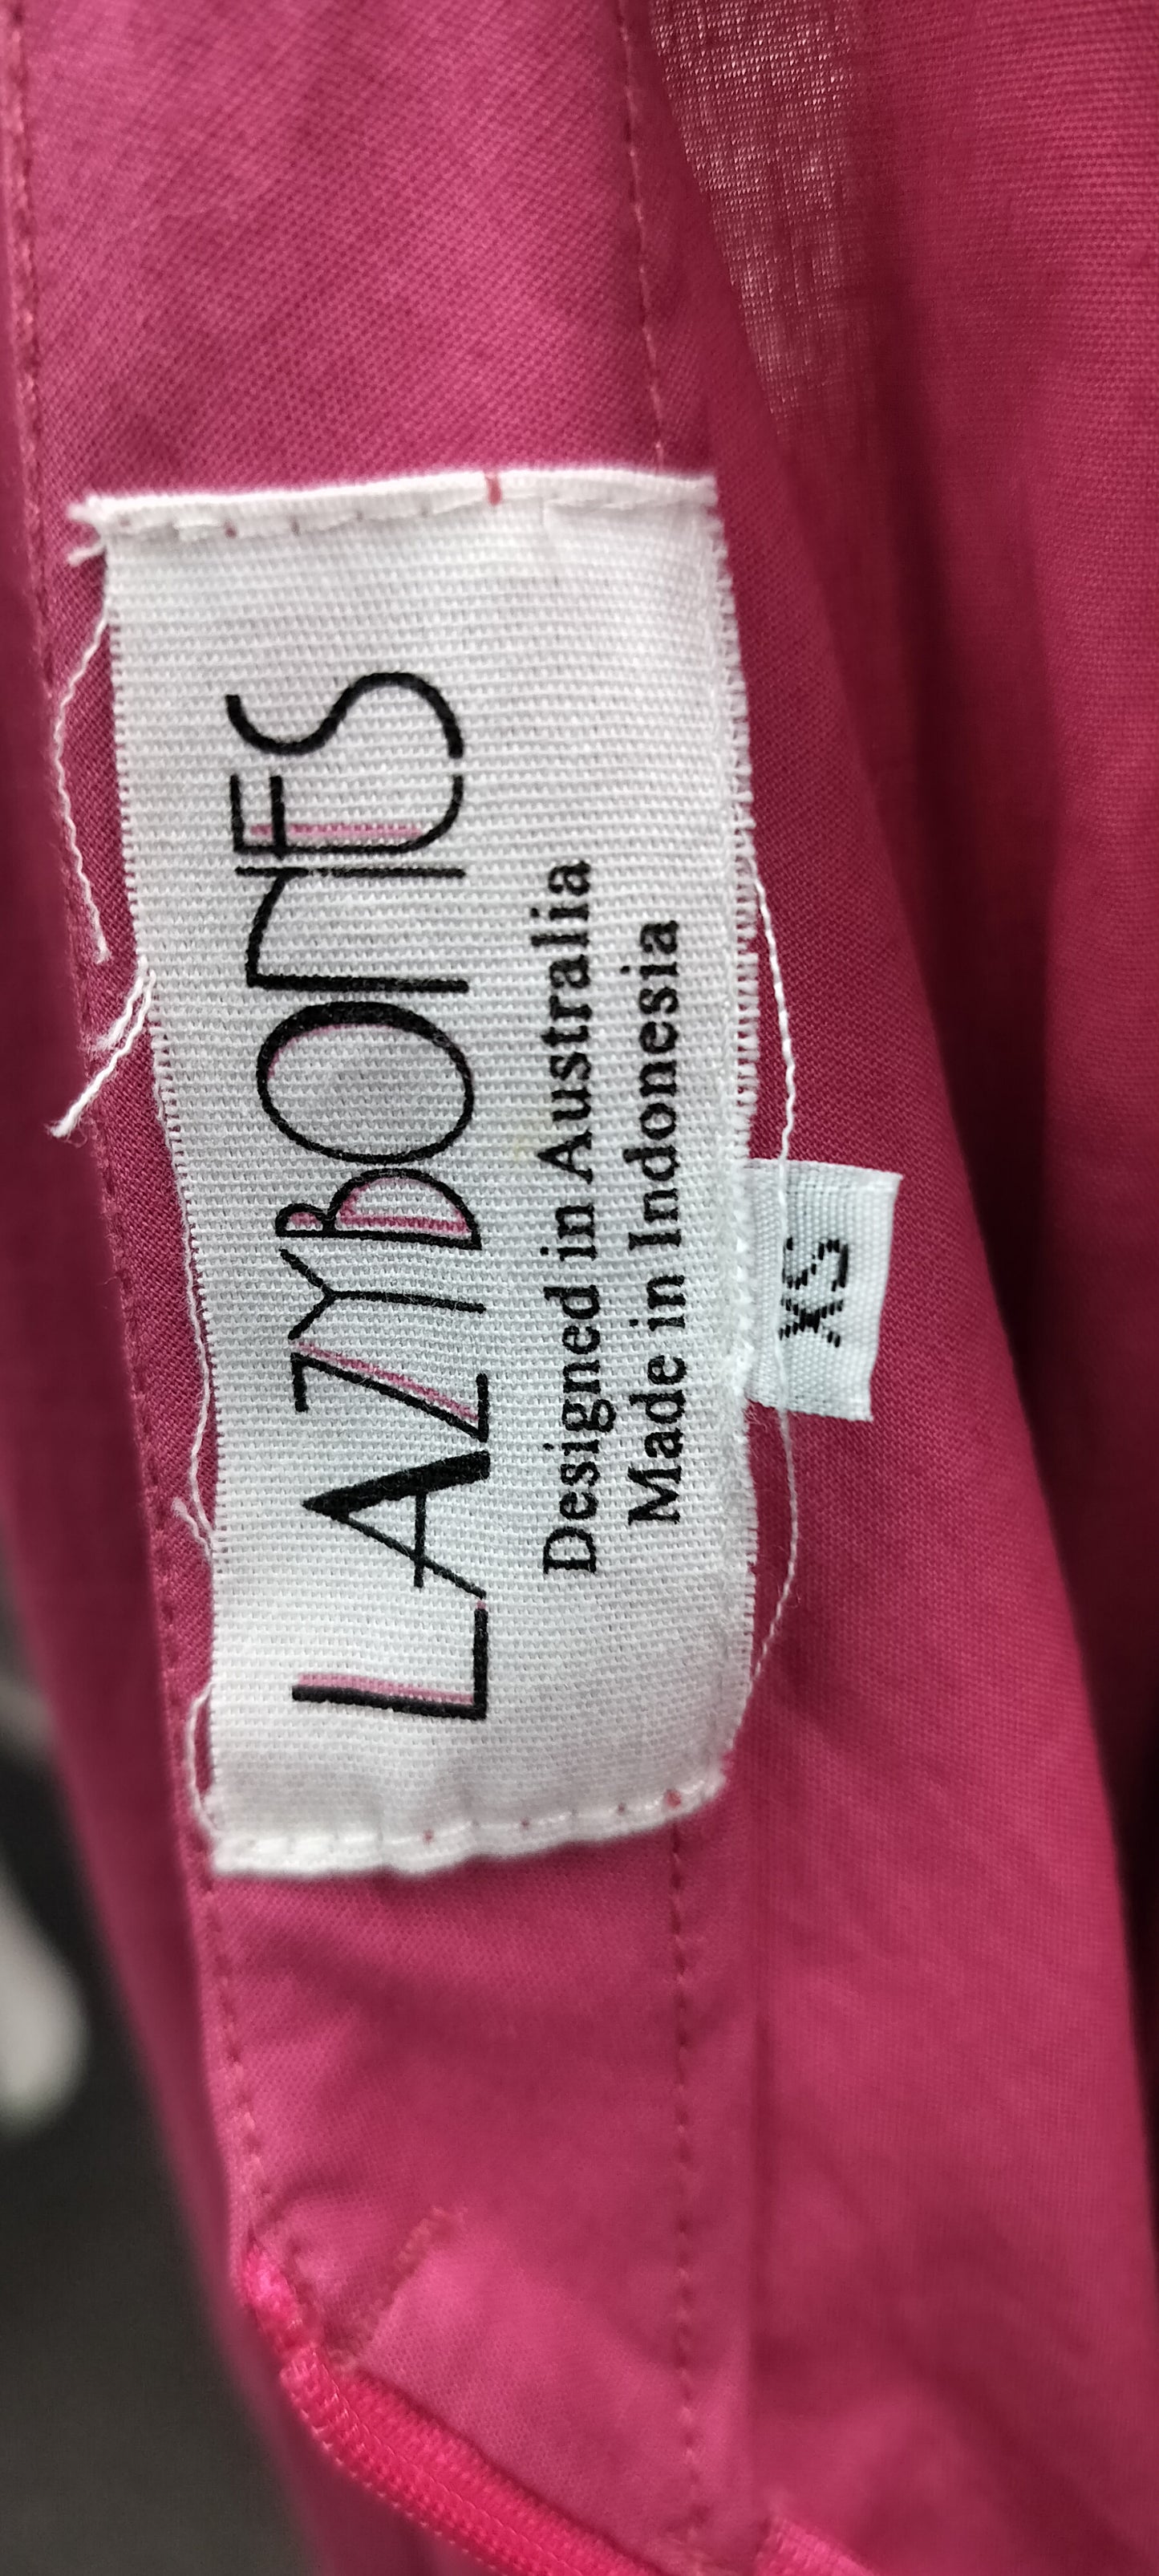 LAZYBONES
Designed in Australia
Made in Indonesia
XS